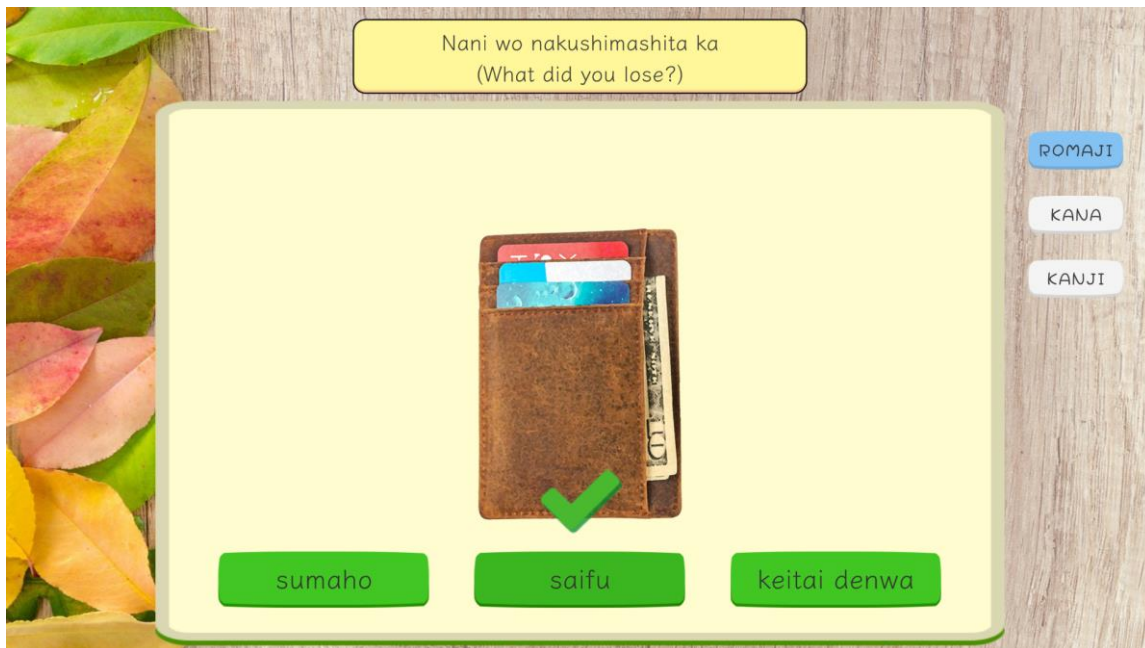 Nani wo nakushimashita ka
(What did you lose?)
ROMAJI
KANA
KANJI
sumaho
saifu
keitai denwa